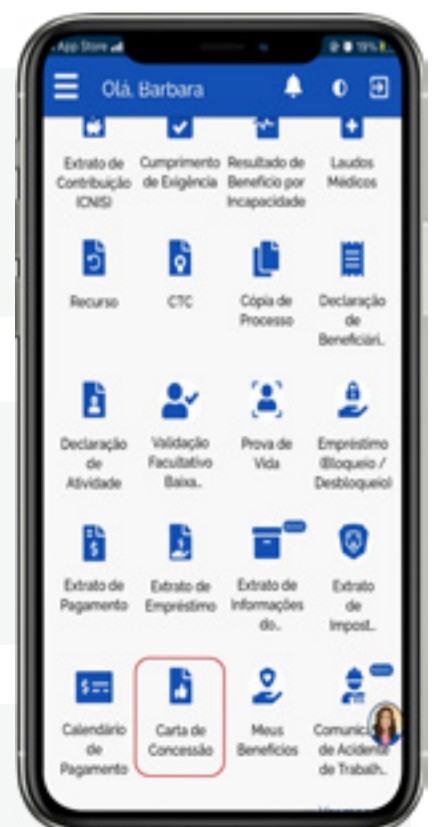 App Store
19%
Olá, Barbara
Extrato de
Contribuição
(CNIS)
Cumprimento
de Exigência
Resultado de
Benefício por
Incapacidade
Laudos
Médicos
Recurso
CTC
Cópia de
Processo
Declaração
de
Beneficiári..
Declaração
de
Atividade
Validação
Facultativo
Baixa..
Prova de
Vida
Empréstimo
(Bloqueio /
Desbloqueio)
Extrato de
Pagamento
Extrato de
Empréstimo
Extrato de
Informações
do..
Extrato
de
Impost..
Calendário
de
Pagamento
Carta de
Concessão
Meus
Benefícios
Comunic
de Acidente
de Trabalh..